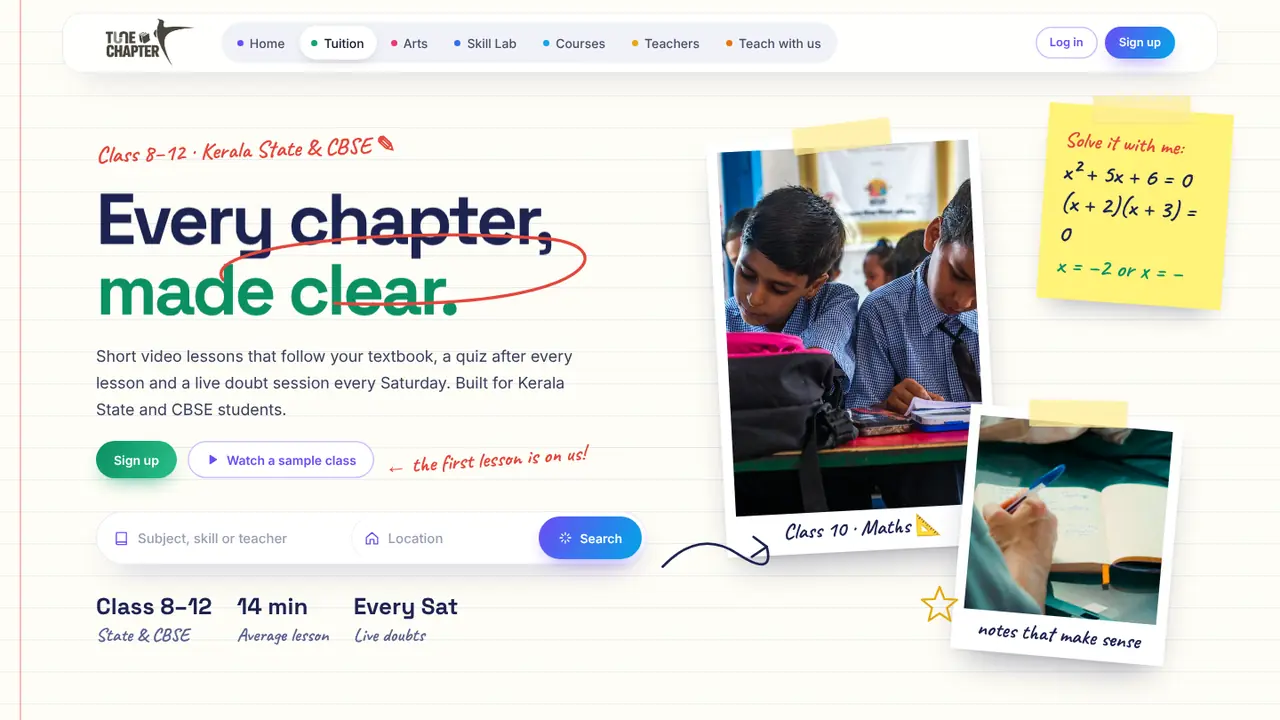 TUNE
CHAPTER
Home
Tuition
Arts
Skill Lab
Courses
Teachers
Teach with us
Log in
Sign up
Class 8–12 · Kerala State & CBSE ✎
Every chapter,
made clear.
Short video lessons that follow your textbook, a quiz after every
lesson and a live doubt session every Saturday. Built for Kerala
State and CBSE students.
Sign up
Watch a sample class
← the first lesson is on us!
Subject, skill or teacher
Location
Search
Class 8–12
State & CBSE
14 min
Average lesson
Every Sat
Live doubts
Solve it with me:
x² + 5x + 6 = 0
(x + 2)(x + 3) =
0
x = −2 or x = −
Class 10 · Maths 📐
notes that make sense